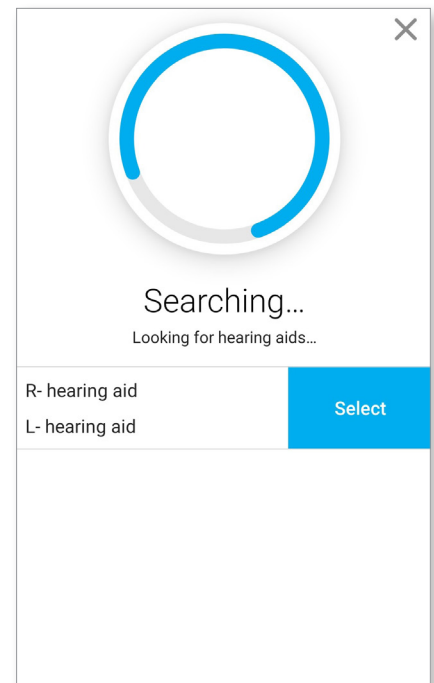 Searching...
Looking for hearing aids...
R- hearing aid
L- hearing aid
Select